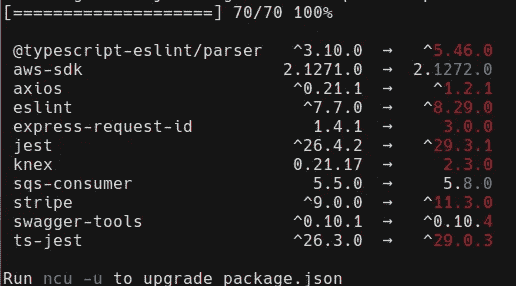 [====================] 70/70 100%
@typescript-eslint/parser ^3.10.0 → ^5.46.0
aws-sdk 2.1271.0 → 2.1272.0
axios ^0.21.1 → ^1.2.1
eslint ^7.7.0 → ^8.29.0
express-request-id 1.4.1 → 3.0.0
jest ^26.4.2 → ^29.3.1
knex 0.21.17 → 2.3.0
sqs-consumer 5.5.0 → 5.8.0
stripe ^9.0.0 → ^11.3.0
swagger-tools ^0.10.1 → ^0.10.4
ts-jest ^26.3.0 → ^29.0.3
Run ncu -u to upgrade package.json